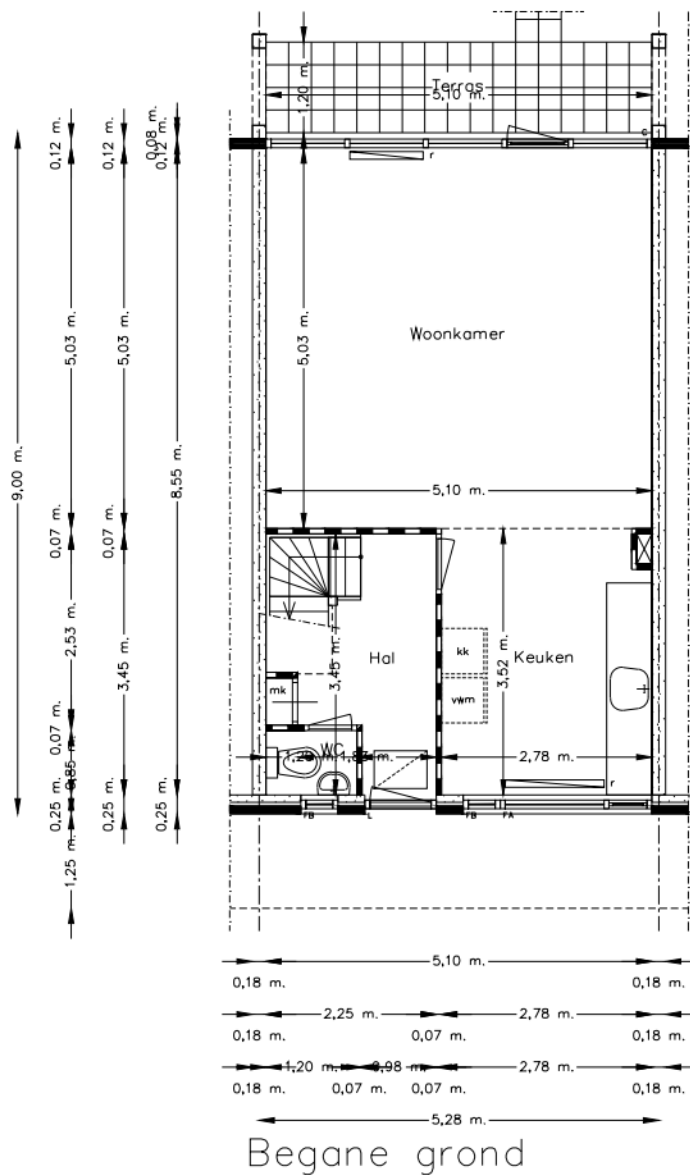 Terras
5,10 m.
1,20 m.
0,12 m.
0,12 m.
0,08 m.
0,12 m.
c
r
9,00 m.
5,03 m.
5,03 m.
8,55 m.
5,03 m.
Woonkamer
5,10 m.
0,07 m.
0,07 m.
2,53 m.
3,45 m.
3,45 m.
Hal
3,52 m.
Keuken
kk
vwm
mk
0,07 m.
WC
2,78 m.
r
0,25 m.
0,25 m.
0,25 m.
FB
L
FB
FA
1,25 m.
5,10 m.
0,18 m.
0,18 m.
2,25 m.
2,78 m.
0,18 m.
0,07 m.
0,18 m.
1,20 m.
0,98 m.
2,78 m.
0,18 m.
0,07 m.
0,07 m.
0,18 m.
5,28 m.
Begane grond